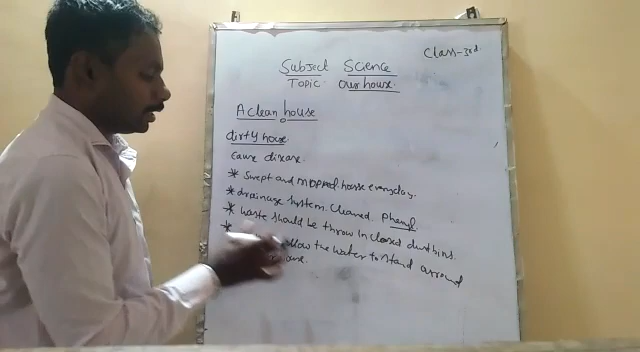 Class-3rd.
Subject Science
Topic- Our house.
A clean house
dirty house
cause disease.
* Swept and mopped house everyday.
* drainage system. Cleaned. Phenyl
* waste should be throw in closed dustbins.
* allow the water to stand arround
house.